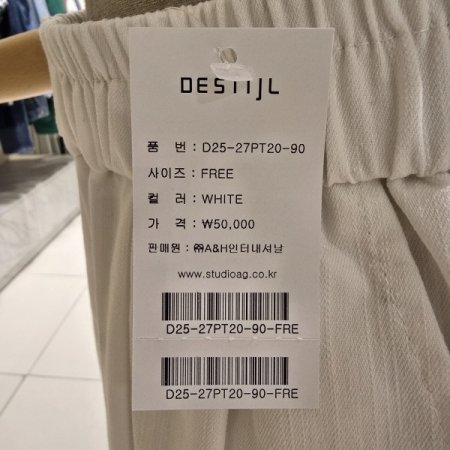 DESTIJL
품 번 : D25-27PT20-90
사이즈 : FREE
컬 러 : WHITE
가 격 : ₩50,000
판매원 : ㈜A&H인터내셔날
www.studioag.co.kr
D25-27PT20-90-FRE
D25-27PT20-90-FRE